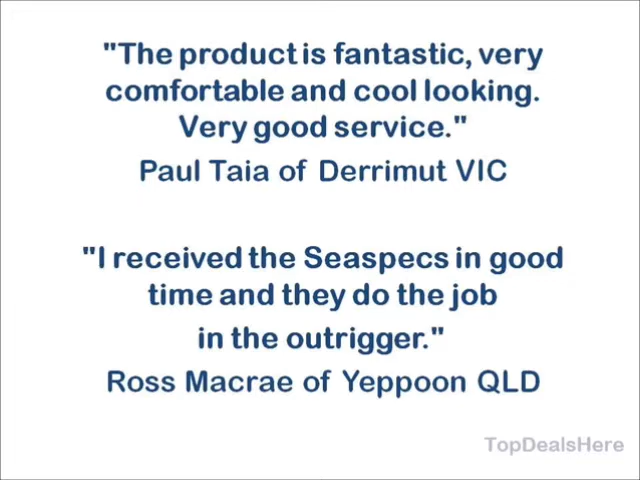 "The product is fantastic, very
comfortable and cool looking.
Very good service."
Paul Taia of Derrimut VIC
"I received the Seaspecs in good
time and they do the job
in the outrigger."
Ross Macrae of Yeppoon QLD
TopDealsHere